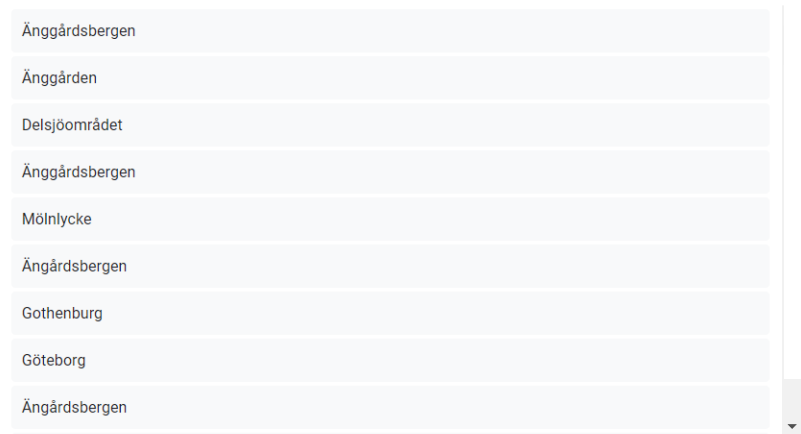 Änggårdsbergen
Änggården
Delsjöområdet
Änggårdsbergen
Mölnlycke
Ängårdsbergen
Gothenburg
Göteborg
Ängårdsbergen